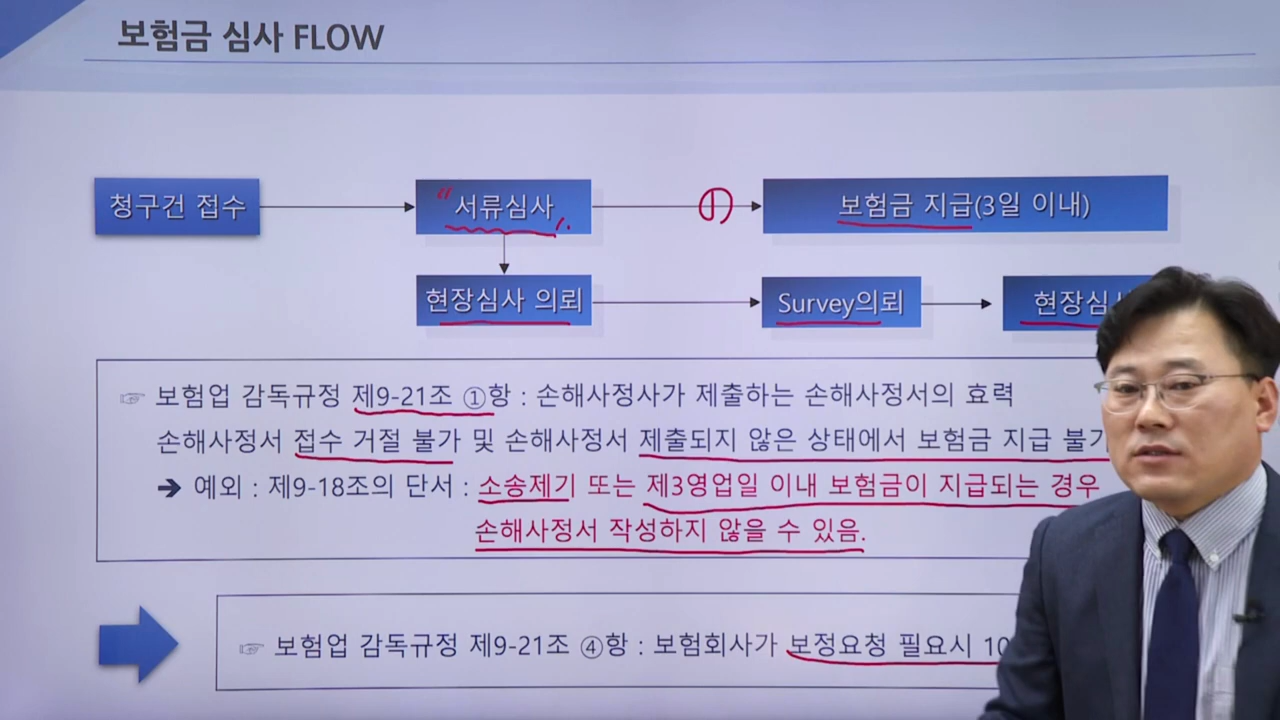 보험금 심사 FLOW
청구건 접수
서류심사
①
보험금 지급(3일 이내)
현장심사 의뢰
Survey의뢰
☞ 보험업 감독규정 제9-21조 ①항 : 손해사정사가 제출하는 손해사정서의 효력
손해사정서 접수 거절 불가 및 손해사정서 제출되지 않은 상태에서 보험금 지급
➔ 예외 : 제9-18조의 단서 : 소송제기 또는 제3영업일 이내 보험금이 지급되는 경우
손해사정서 작성하지 않을 수 있음.
☞ 보험업 감독규정 제9-21조 ④항 : 보험회사가 보정요청 필요시